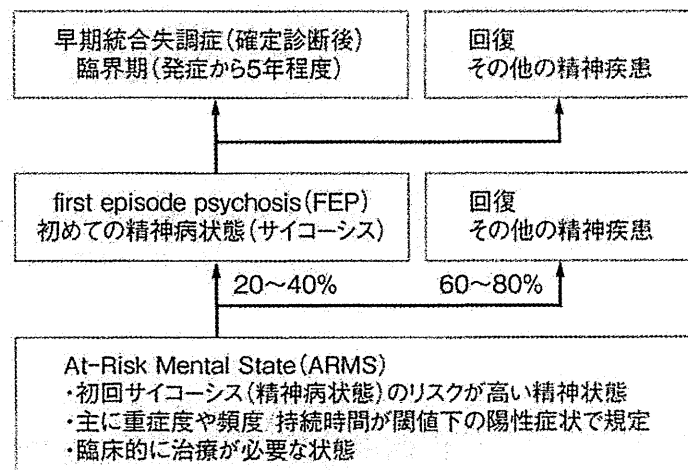 早期統合失調症(確定診断後)
臨界期(発症から5年程度)
回復
その他の精神疾患
first episode psychosis(FEP)
初めての精神病状態(サイコーシス)
回復
その他の精神疾患
20〜40%
60〜80%
At-Risk Mental State(ARMS)
・初回サイコーシス(精神病状態)のリスクが高い精神状態
・主に重症度や頻度 持続時間が閾値下の陽性症状で規定
・臨床的に治療が必要な状態